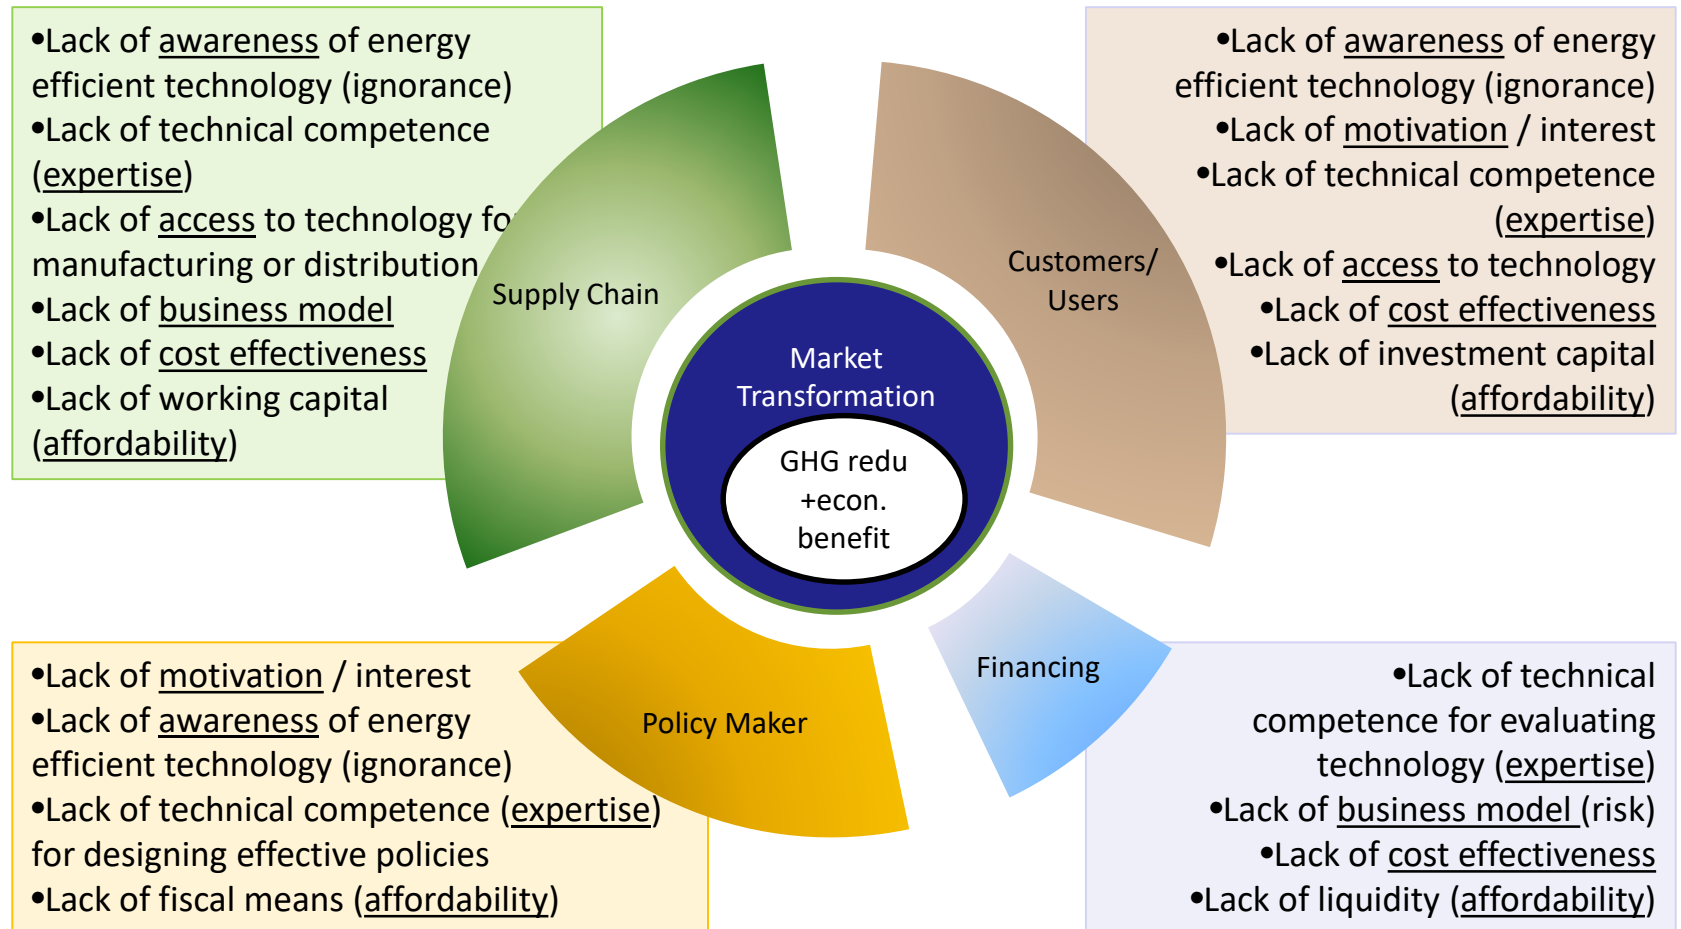 •Lack of awareness of energy
efficient technology (ignorance)
•Lack of technical competence
(expertise)
•Lack of access to technology fo
manufacturing or distribution
•Lack of business model
•Lack of cost effectiveness
•Lack of working capital
(affordability)
Supply Chain
•Lack of awareness of energy
efficient technology (ignorance)
•Lack of motivation / interest
•Lack of technical competence
(expertise)
•Lack of access to technology
•Lack of cost effectiveness
•Lack of investment capital
(affordability)
Customers/
Users
Market
Transformation
GHG redu
+econ.
benefit
•Lack of motivation / interest
•Lack of awareness of energy
efficient technology (ignorance)
•Lack of technical competence (expertise)
for designing effective policies
•Lack of fiscal means (affordability)
Policy Maker
Financing
•Lack of technical
competence for evaluating
technology (expertise)
•Lack of business model (risk)
•Lack of cost effectiveness
•Lack of liquidity (affordability)